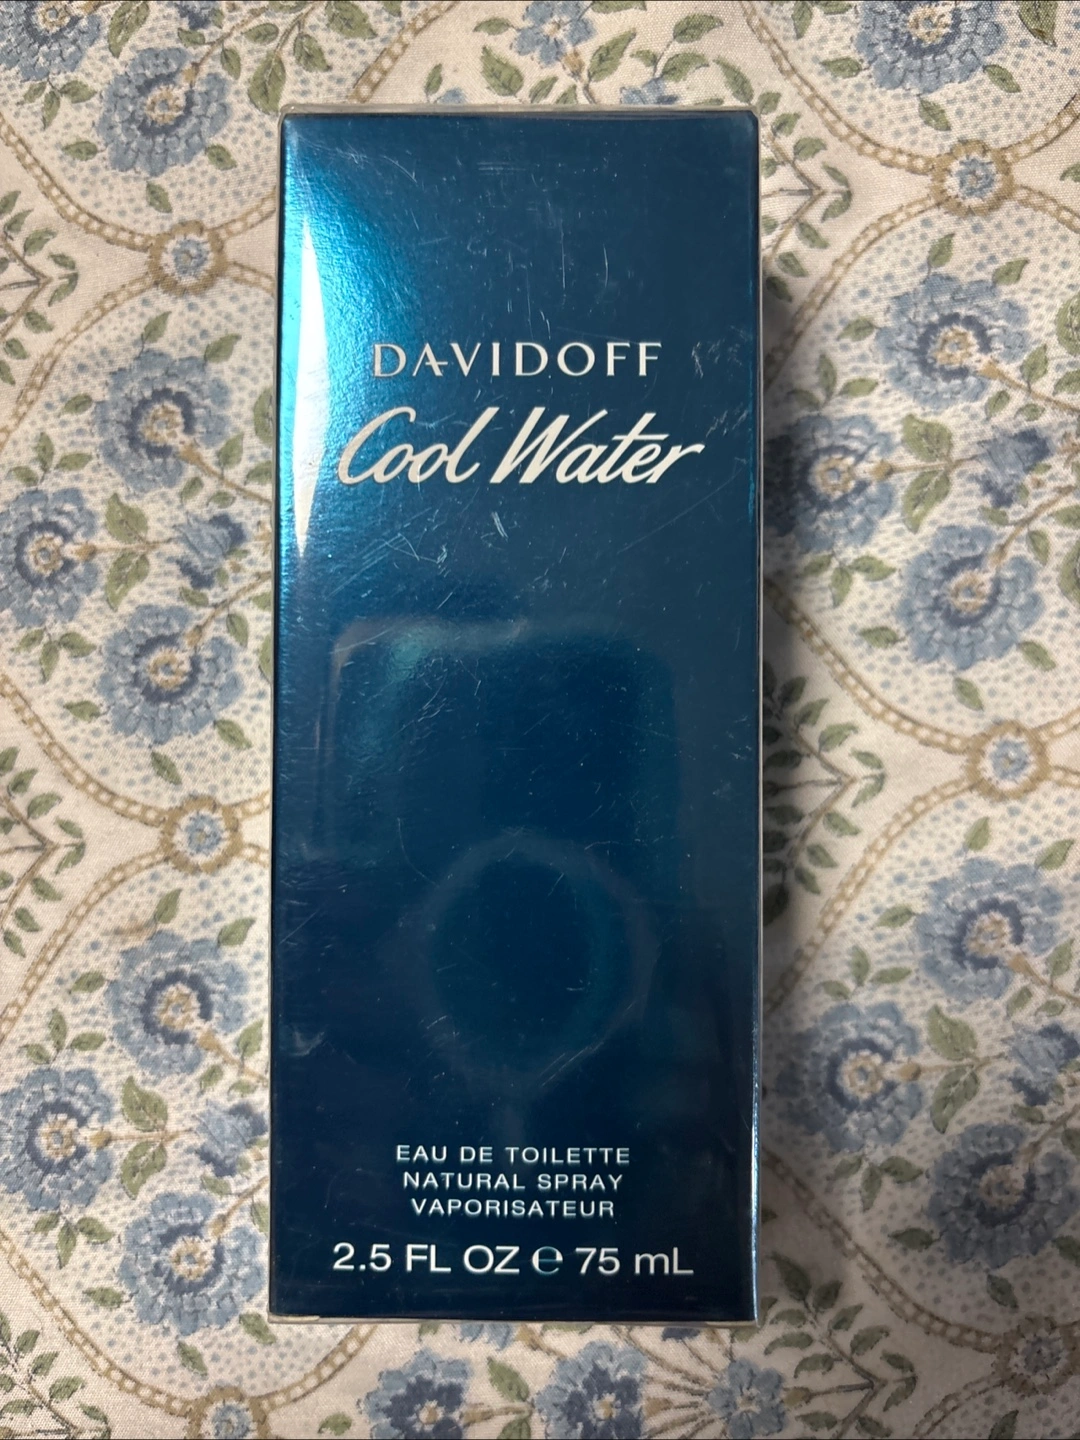 DAVIDOFF
Cool Water
EAU DE TOILETTE
NATURAL SPRAY
VAPORISATEUR
2.5 FL OZ ℮ 75 mL